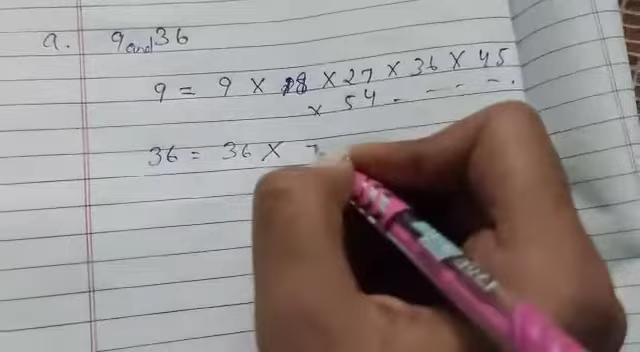 a. 9 and 36
9 = 9 × 18 × 27 × 36 × 45
× 54 - - - - .
36 = 36 ×